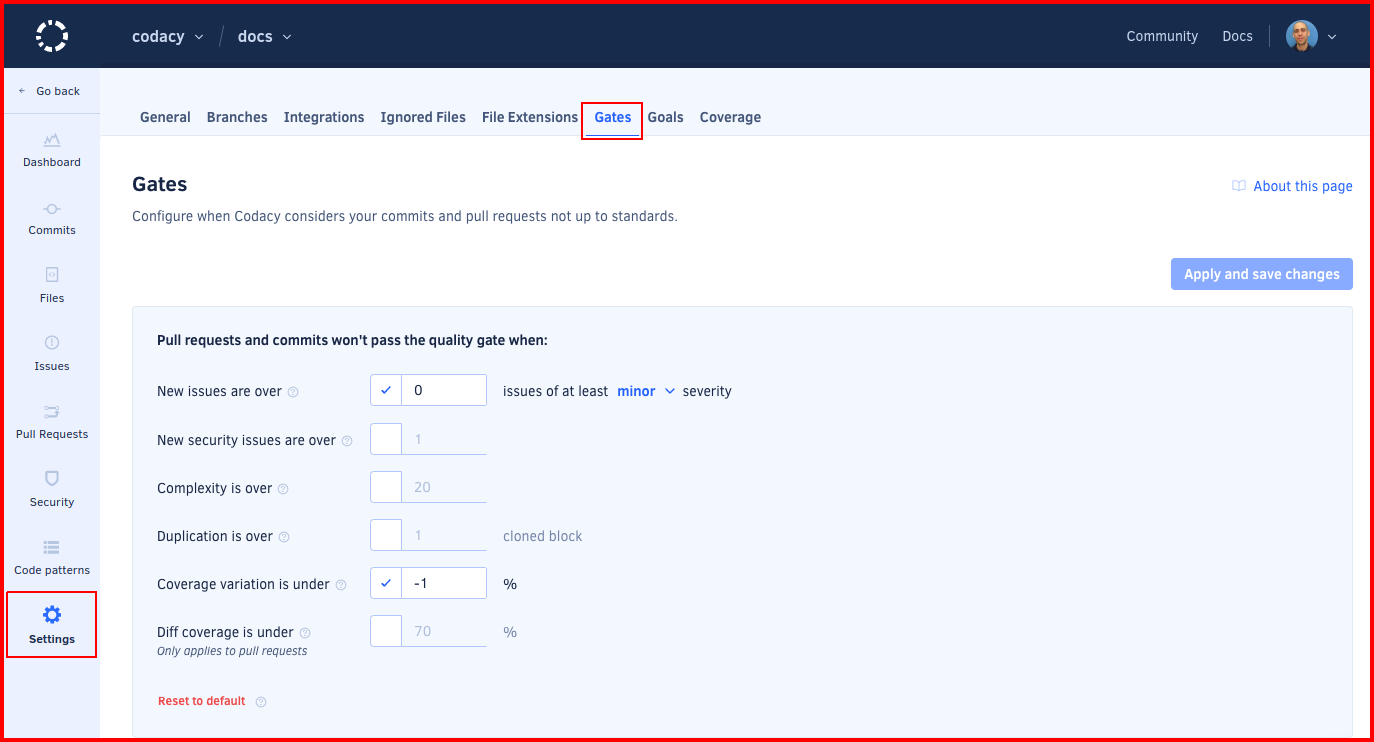 codacy docs Community Docs
Go back
General Branches Integrations Ignored Files File Extensions Gates Goals Coverage
Dashboard
Commits
Files
Issues
Pull Requests
Security
Code patterns
Settings
Gates
About this page
Configure when Codacy considers your commits and pull requests not up to standards.
Apply and save changes
Pull requests and commits won't pass the quality gate when:
New issues are over 0 issues of at least minor severity
New security issues are over 1
Complexity is over 20
Duplication is over 1 cloned block
Coverage variation is under -1 %
Diff coverage is under 70 %
Only applies to pull requests
Reset to default